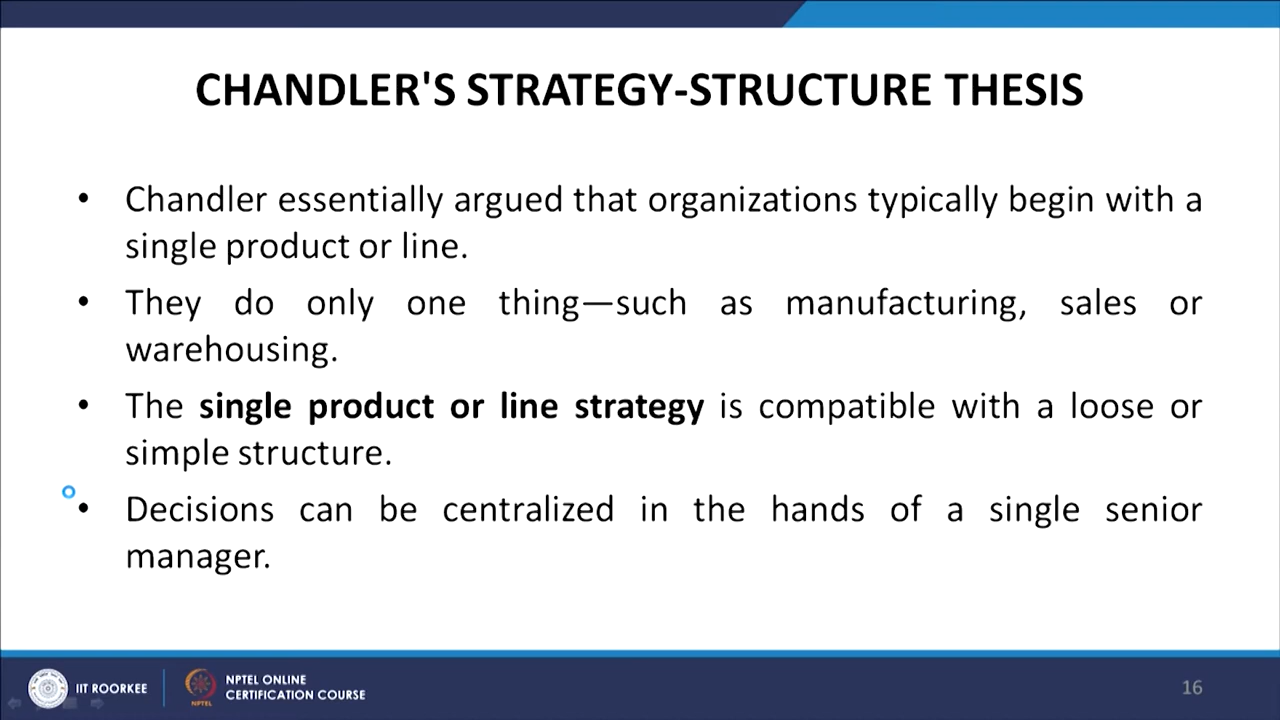 CHANDLER'S STRATEGY-STRUCTURE THESIS
• Chandler essentially argued that organizations typically begin with a
single product or line.
• They do only one thing—such as manufacturing, sales or
warehousing.
• The single product or line strategy is compatible with a loose or
simple structure.
• Decisions can be centralized in the hands of a single senior
manager.
IIT ROORKEE
NPTEL
NPTEL ONLINE
CERTIFICATION COURSE
16